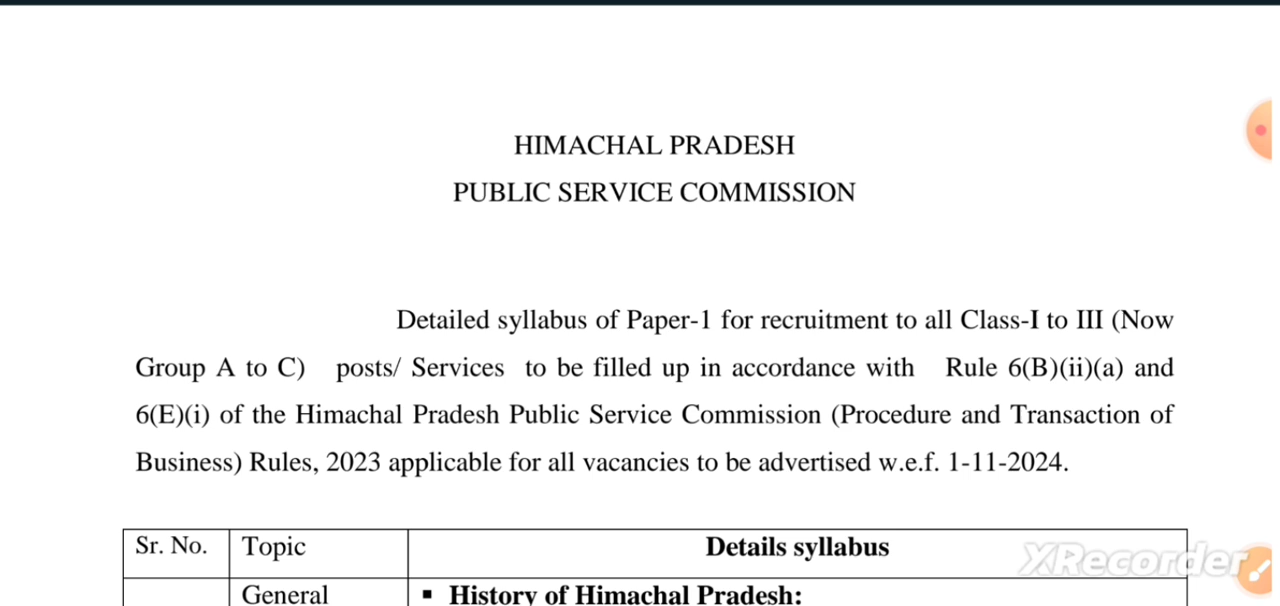 HIMACHAL PRADESH
PUBLIC SERVICE COMMISSION
Detailed syllabus of Paper-1 for recruitment to all Class-I to III (Now
Group A to C) posts/ Services to be filled up in accordance with Rule 6(B)(ii)(a) and
6(E)(i) of the Himachal Pradesh Public Service Commission (Procedure and Transaction of
Business) Rules, 2023 applicable for all vacancies to be advertised w.e.f. 1-11-2024.
Sr. No. Topic Details syllabus
XRecorder
General ▪ History of Himachal Pradesh: